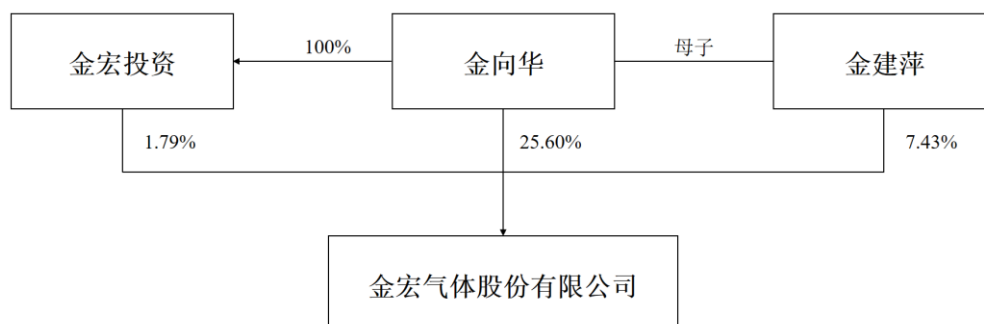 金宏投资
100%
金向华
母子
金建萍
1.79%
25.60%
7.43%
金宏气体股份有限公司